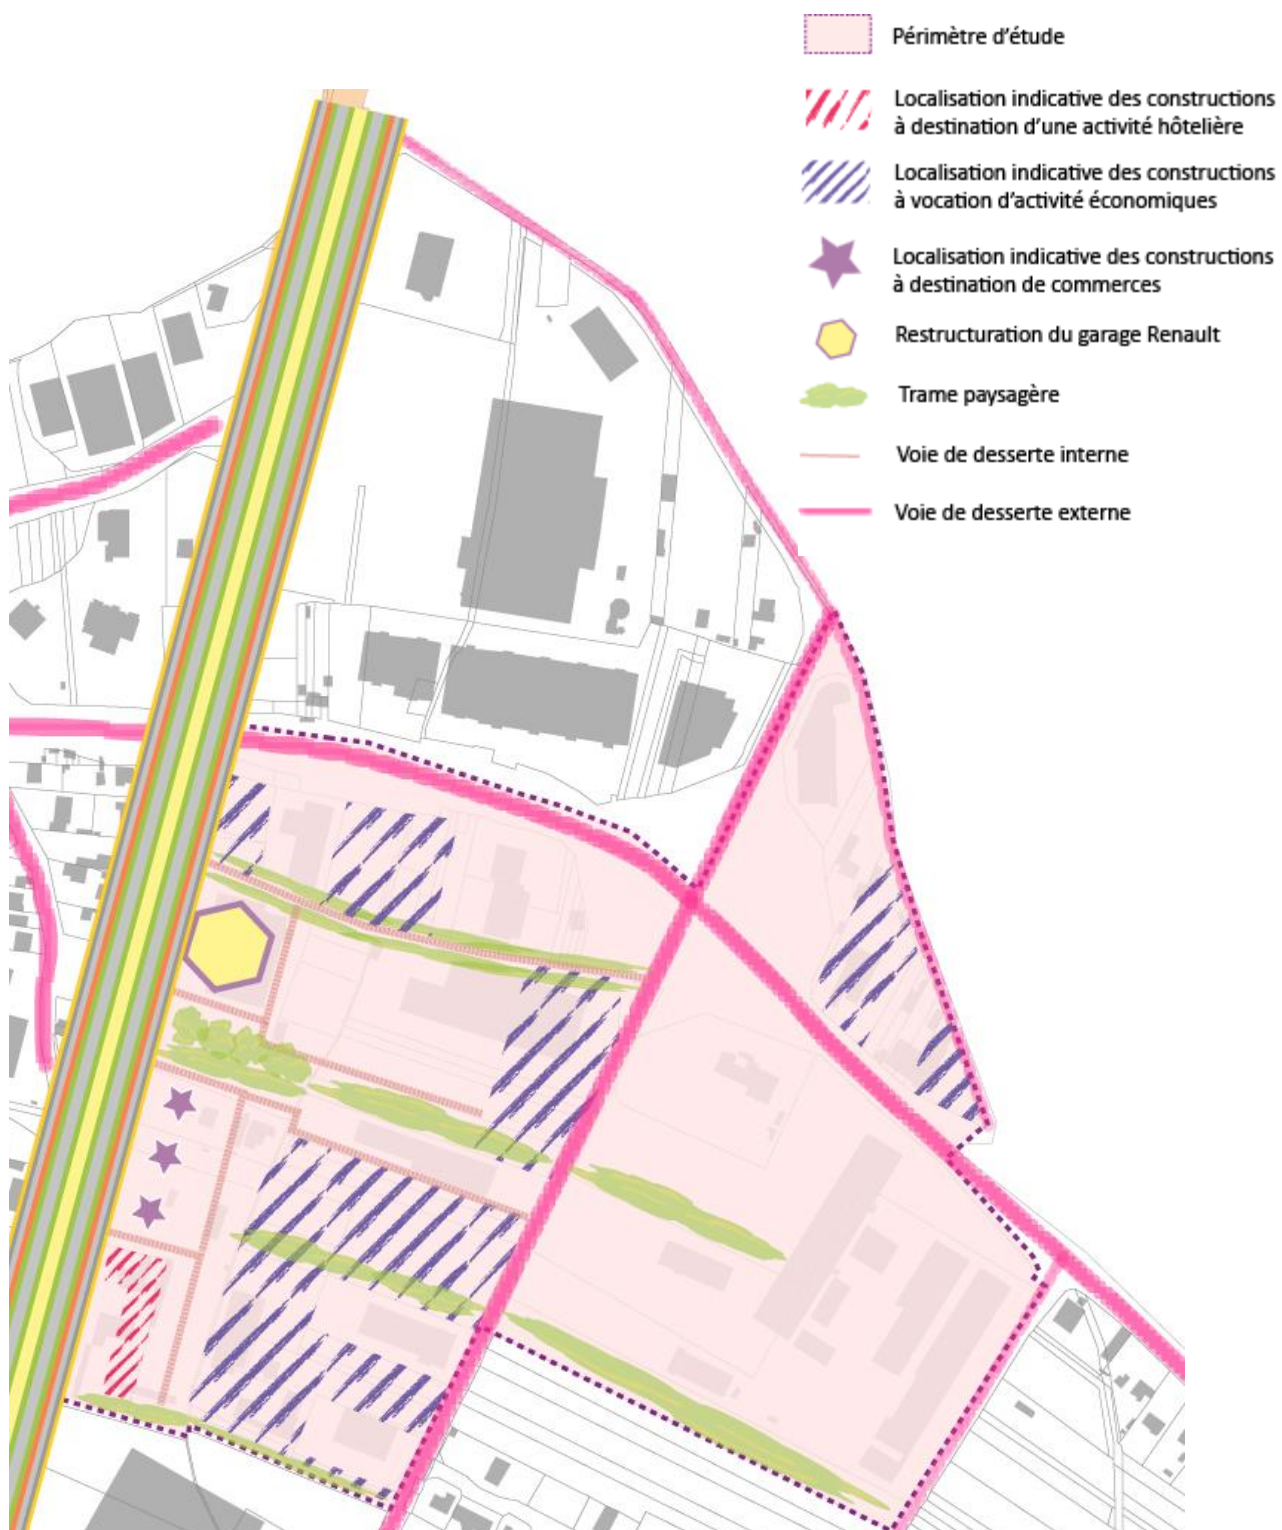 Périmètre d'étude
Localisation indicative des constructions
à destination d'une activité hôtelière
Localisation indicative des constructions
à vocation d'activité économiques
Localisation indicative des constructions
à destination de commerces
Restructuration du garage Renault
Trame paysagère
Voie de desserte interne
Voie de desserte externe